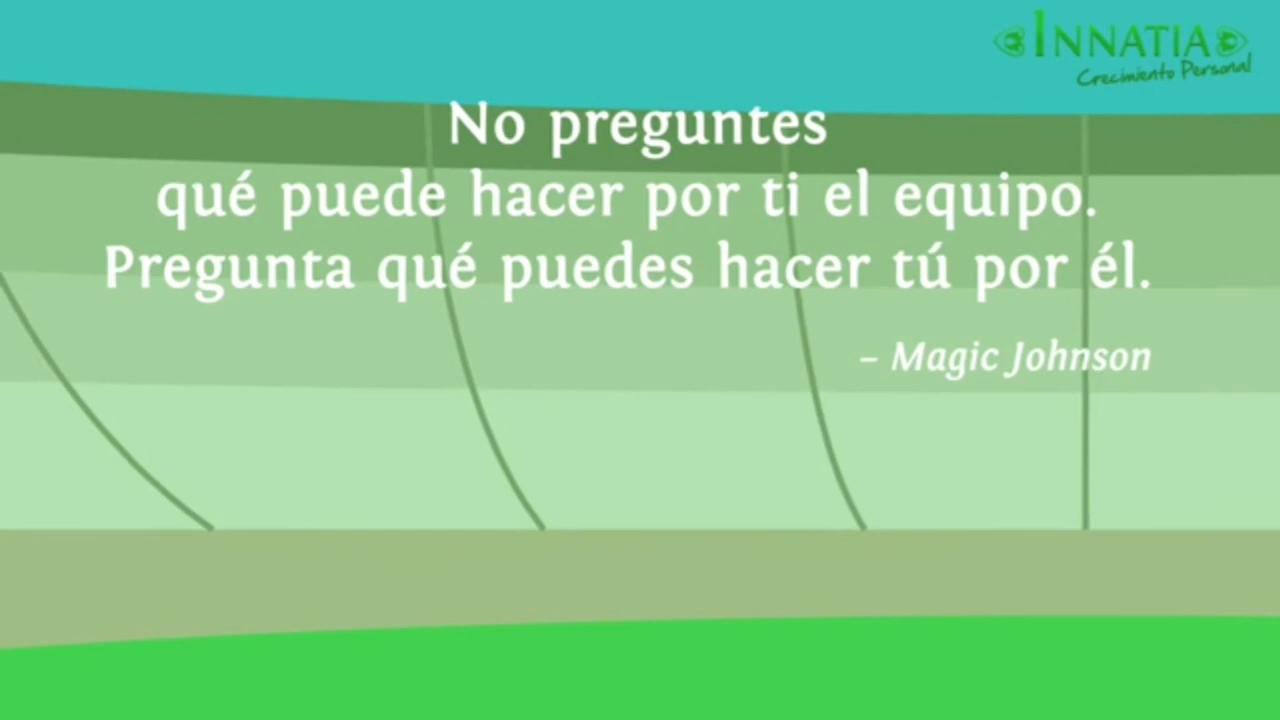 INNATIA
Crecimiento Personal
No preguntes
qué puede hacer por ti el equipo.
Pregunta qué puedes hacer tú por él.
– Magic Johnson